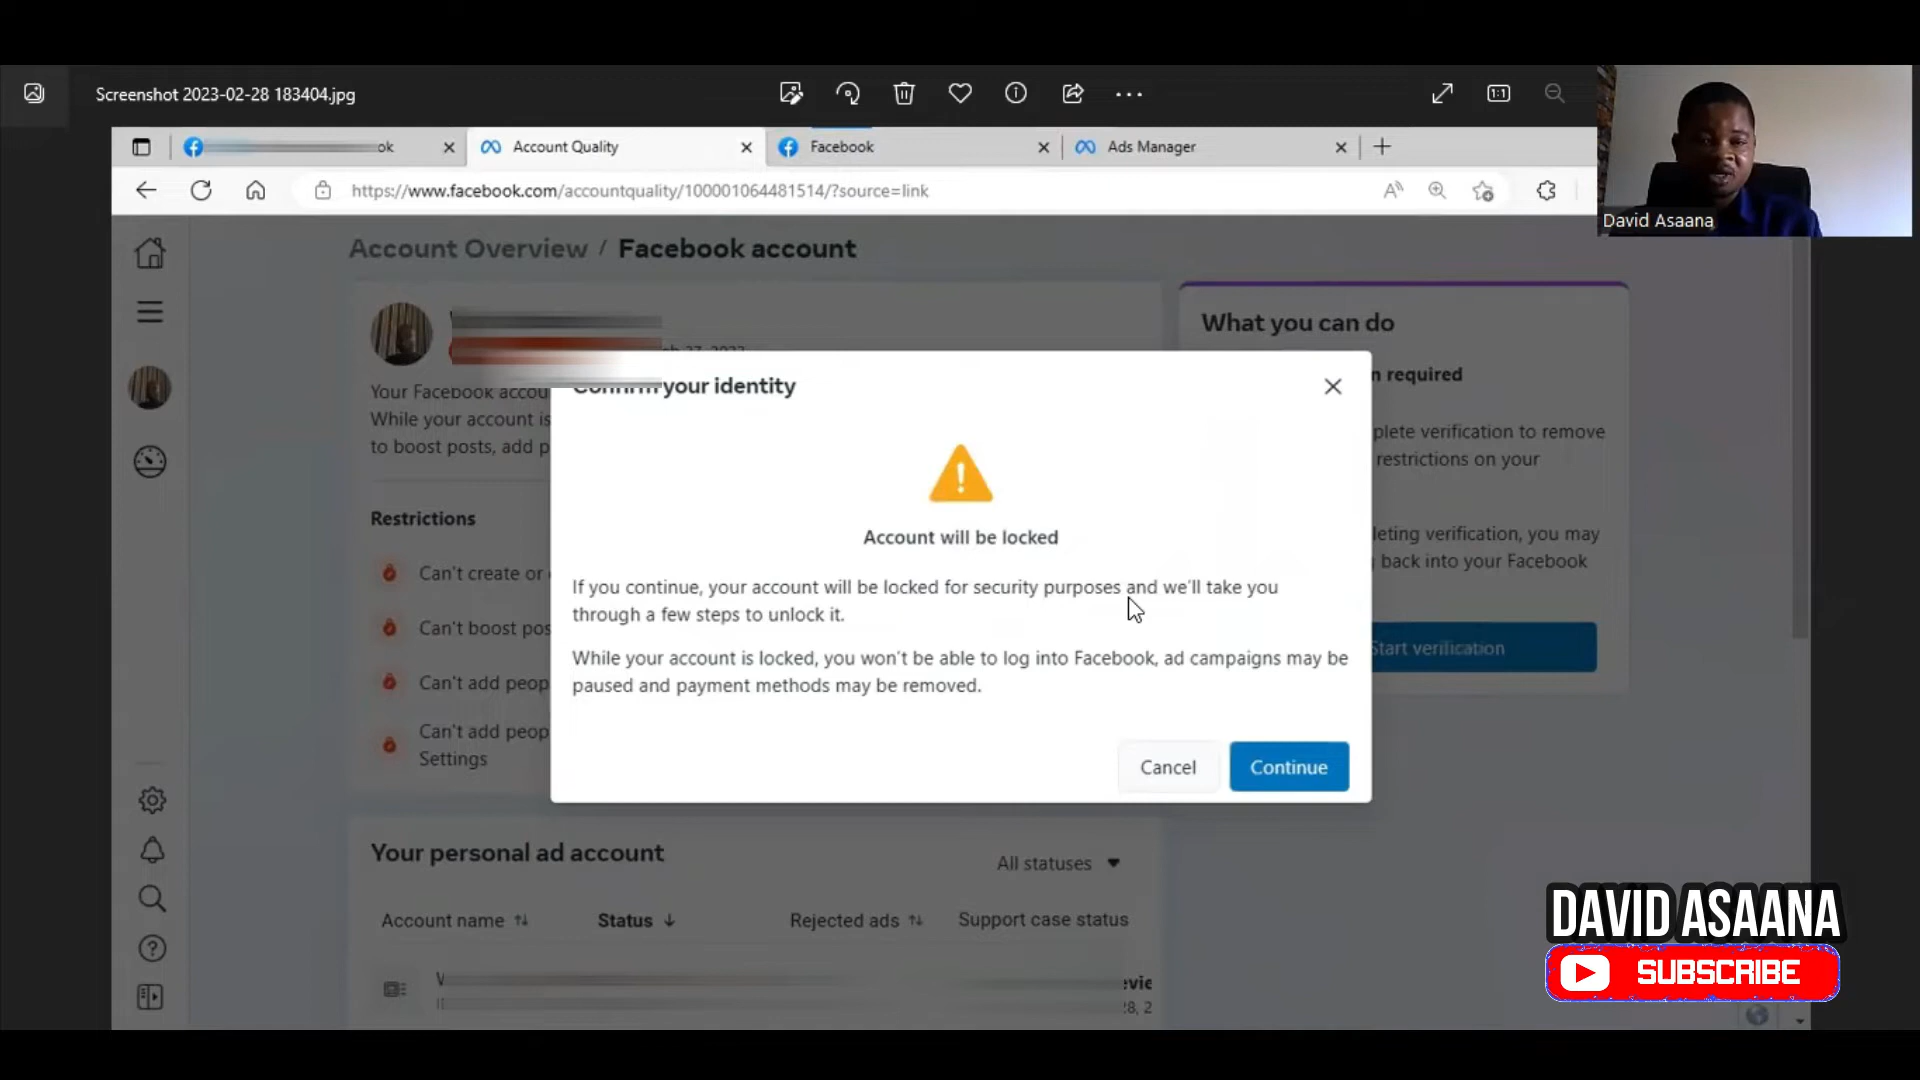 Screenshot 2023-02-28 183404.jpg
1:1
David Asaana
ok
Account Quality
Facebook
Ads Manager
https://www.facebook.com/accountquality/100001064481514/?source=link
Account Overview / Facebook account
What you can do
n required
Your Facebook accou
While your account is
to boost posts, add p
plete verification to remove
restrictions on your
leting verification, you may
back into your Facebook
Start verification
Restrictions
Can't create or
Can't boost pos
Can't add peop
Can't add peop
Settings
Confirm your identity
Account will be locked
If you continue, your account will be locked for security purposes and we'll take you
through a few steps to unlock it.
While your account is locked, you won't be able to log into Facebook, ad campaigns may be
paused and payment methods may be removed.
Cancel
Continue
Your personal ad account
All statuses
Account name
Status
Rejected ads
Support case status
evie
28, 2
DAVID ASAANA
SUBSCRIBE